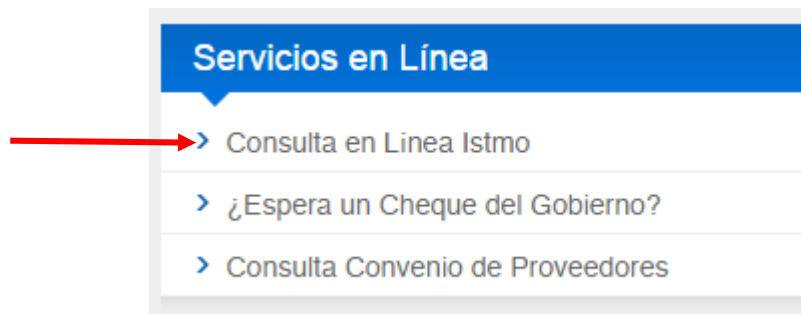 Servicios en Línea
Consulta en Linea Istmo
¿Espera un Cheque del Gobierno?
Consulta Convenio de Proveedores